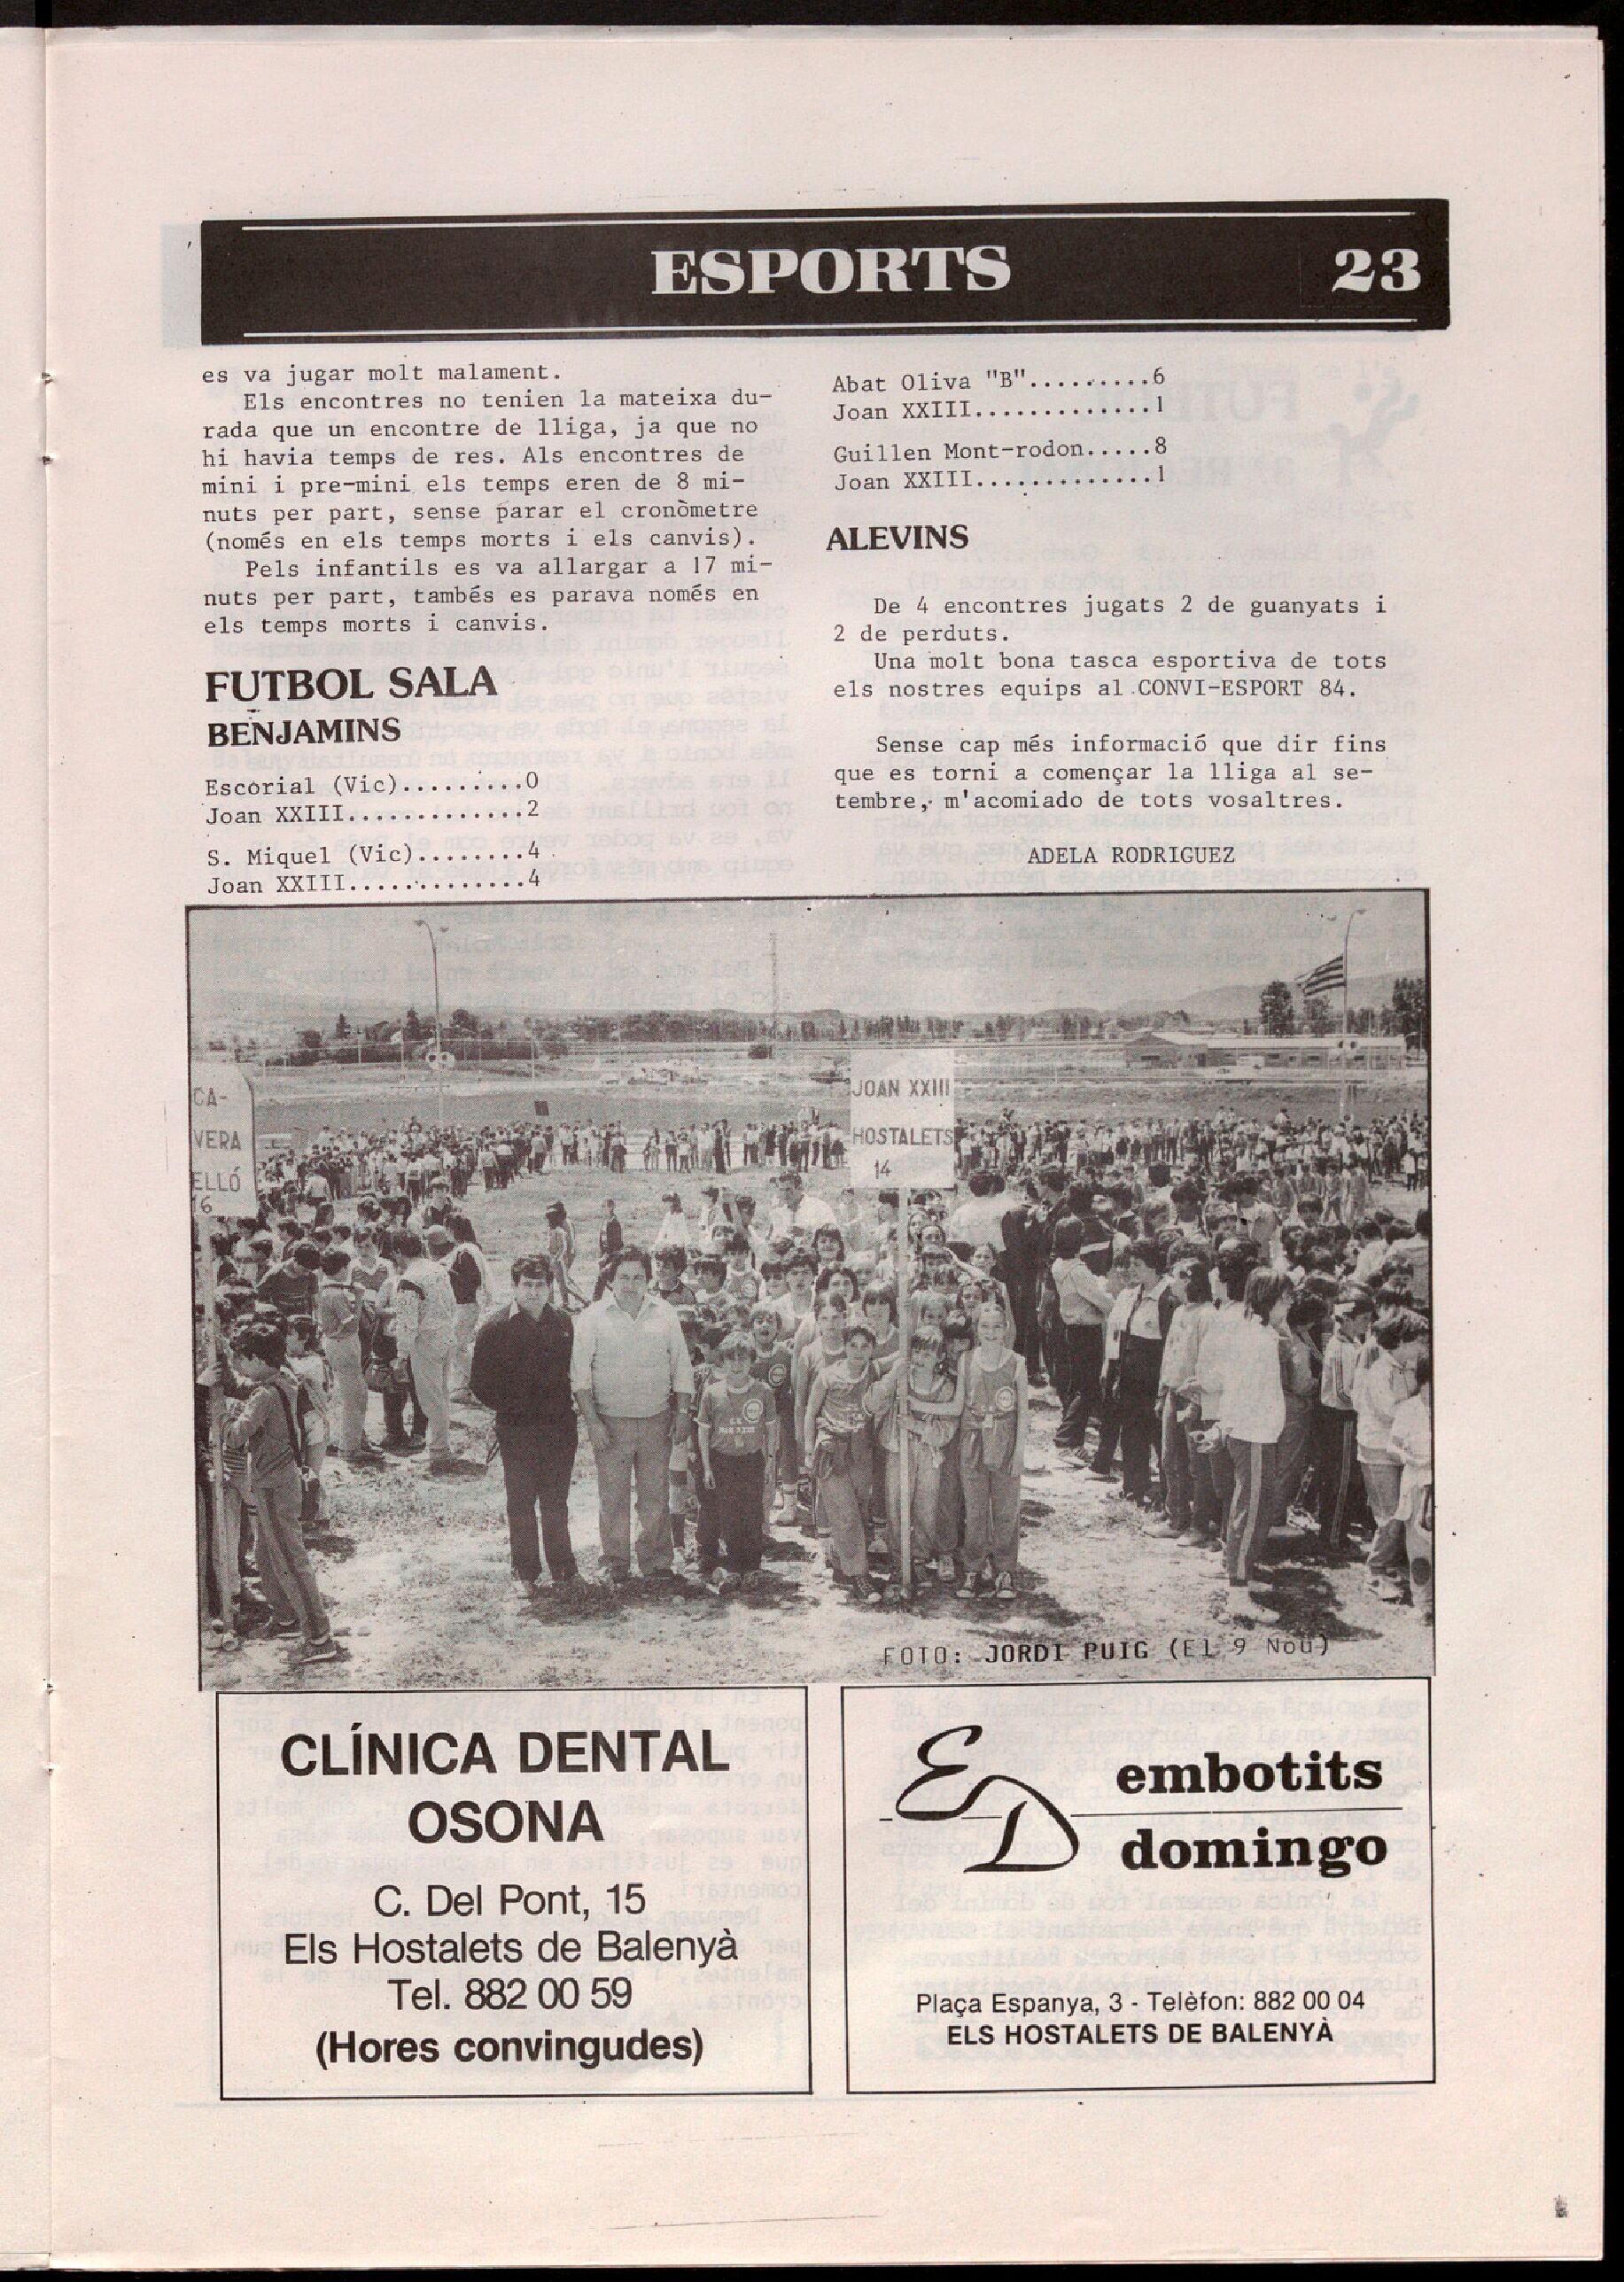 ESPORTS 23
es va jugar molt malament.
Els encontres no tenien la mateixa du-
rada que un encontre de lliga, ja que no
hi havia temps de res. Als encontres de
mini i pre-mini els temps eren de 8 mi-
nuts per part, sense parar el cronòmetre
(només en els temps morts i els canvis).
Pels infantils es va allargar a 17 mi-
nuts per part, també́s es parava només en
els temps morts i canvis.
FUTBOL SALA
BENJAMINS
Escorial (Vic).........0
Joan XXIII.............2
S. Miquel (Vic)........4
Joan XXIII.............4
Abat Oliva "B".........6
Joan XXIII.............1
Guillen Mont-rodon.....8
Joan XXIII.............1
ALEVINS
De 4 encontres jugats 2 de guanyats i
2 de perduts.
Una molt bona tasca esportiva de tots
els nostres equips al CONVI-ESPORT 84.
Sense cap més informació que dir fins
que es torni a començar la lliga al se-
tembre, m'acomiado de tots vosaltres.
ADELA RODRIGUEZ
CA-
VERA
ELLÓ
16
JOAN XXIII
HOSTALETS
14
FOTO: JORDI PUIG (EL 9 NOU)
CLÍNICA DENTAL
OSONA
C. Del Pont, 15
Els Hostalets de Balenyà
Tel. 882 00 59
(Hores convingudes)
ED
embotits
domingo
Plaça Espanya, 3 - Telèfon: 882 00 04
ELS HOSTALETS DE BALENYÀ